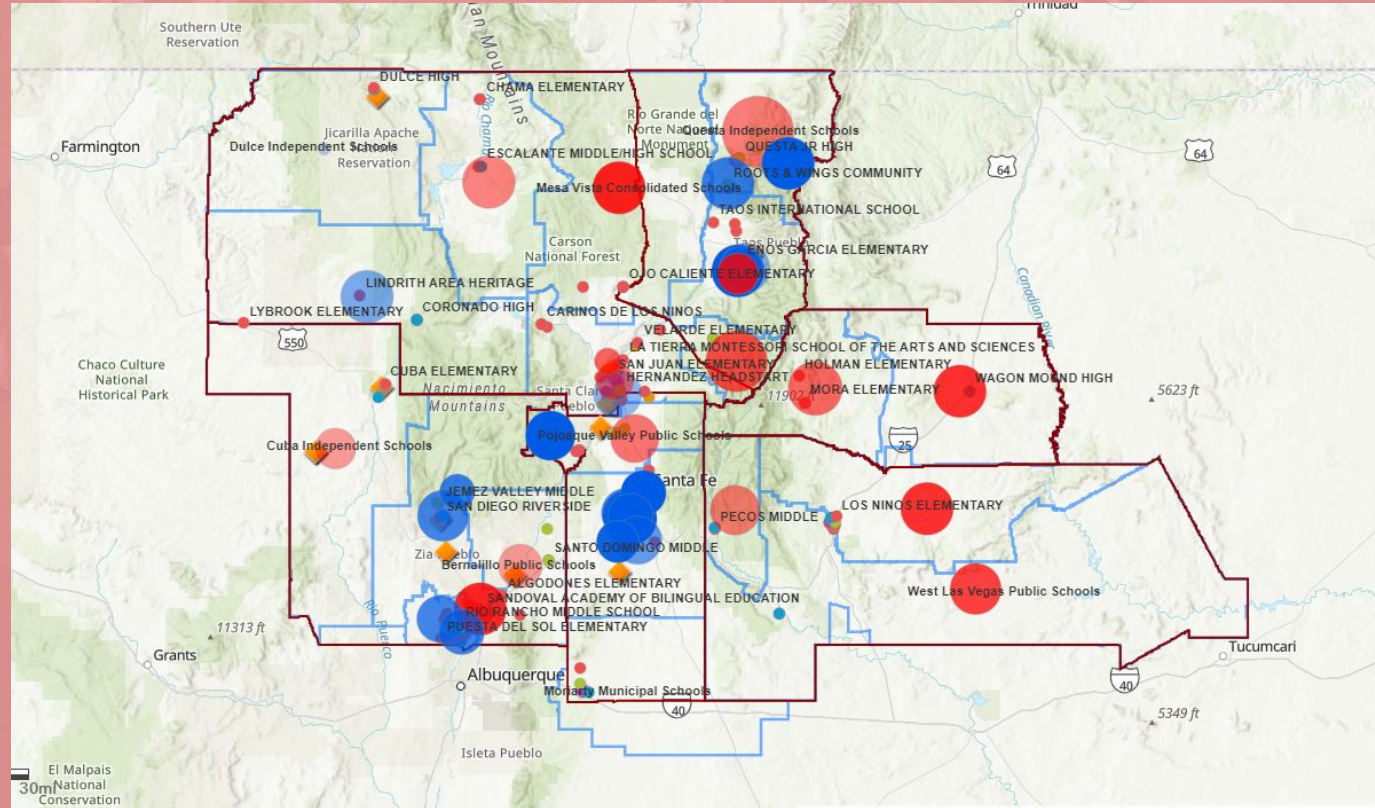 Trinidad
Southern Ute
Reservation
an Mountains
DULCE HIGH
CHAMA ELEMENTARY
Rio Chama
Rio Grande del
Norte National
Monument
Questa Independent Schools
Farmington
Jicarilla Apache
Nation
Reservation
Dulce Independent Schools
QUESTA JR HIGH
64
64
ESCALANTE MIDDLE/HIGH SCHOOL
ROOTS & WINGS COMMUNITY
Mesa Vista Consolidated Schools
TAOS INTERNATIONAL SCHOOL
Carson
National Forest
Taos Pueblo
ENOS GARCIA ELEMENTARY
OJO CALIENTE ELEMENTARY
Canadian River
LINDRITH AREA HERITAGE
LYBROOK ELEMENTARY
CORONADO HIGH
CARINOS DE LOS NINOS
550
VELARDE ELEMENTARY
LA TIERRA MONTESSORI SCHOOL OF THE ARTS AND SCIENCES
Chaco Culture
National
Historical Park
CUBA ELEMENTARY
SAN JUAN ELEMENTARY
HOLMAN ELEMENTARY
HERNANDEZ HEADSTART
WAGON MOUND HIGH
Nacimiento
Mountains
Santa Clara
Pueblo
MORA ELEMENTARY
11902 ft
5623 ft
Cuba Independent Schools
Pojoaque Valley Public Schools
25
Santa Fe
JEMEZ VALLEY MIDDLE
SAN DIEGO RIVERSIDE
PECOS MIDDLE
LOS NINOS ELEMENTARY
Zia Pueblo
SANTO DOMINGO MIDDLE
Bernalillo Public Schools
ALGODONES ELEMENTARY
West Las Vegas Public Schools
SANDOVAL ACADEMY OF BILINGUAL EDUCATION
RIO RANCHO MIDDLE SCHOOL
PUESTA DEL SOL ELEMENTARY
Rio Puerco
11313 ft
Grants
Tucumcari
Albuquerque
Moriarty Municipal Schools
40
40
5349 ft
Isleta Pueblo
El Malpais
National
Conservation
30mi